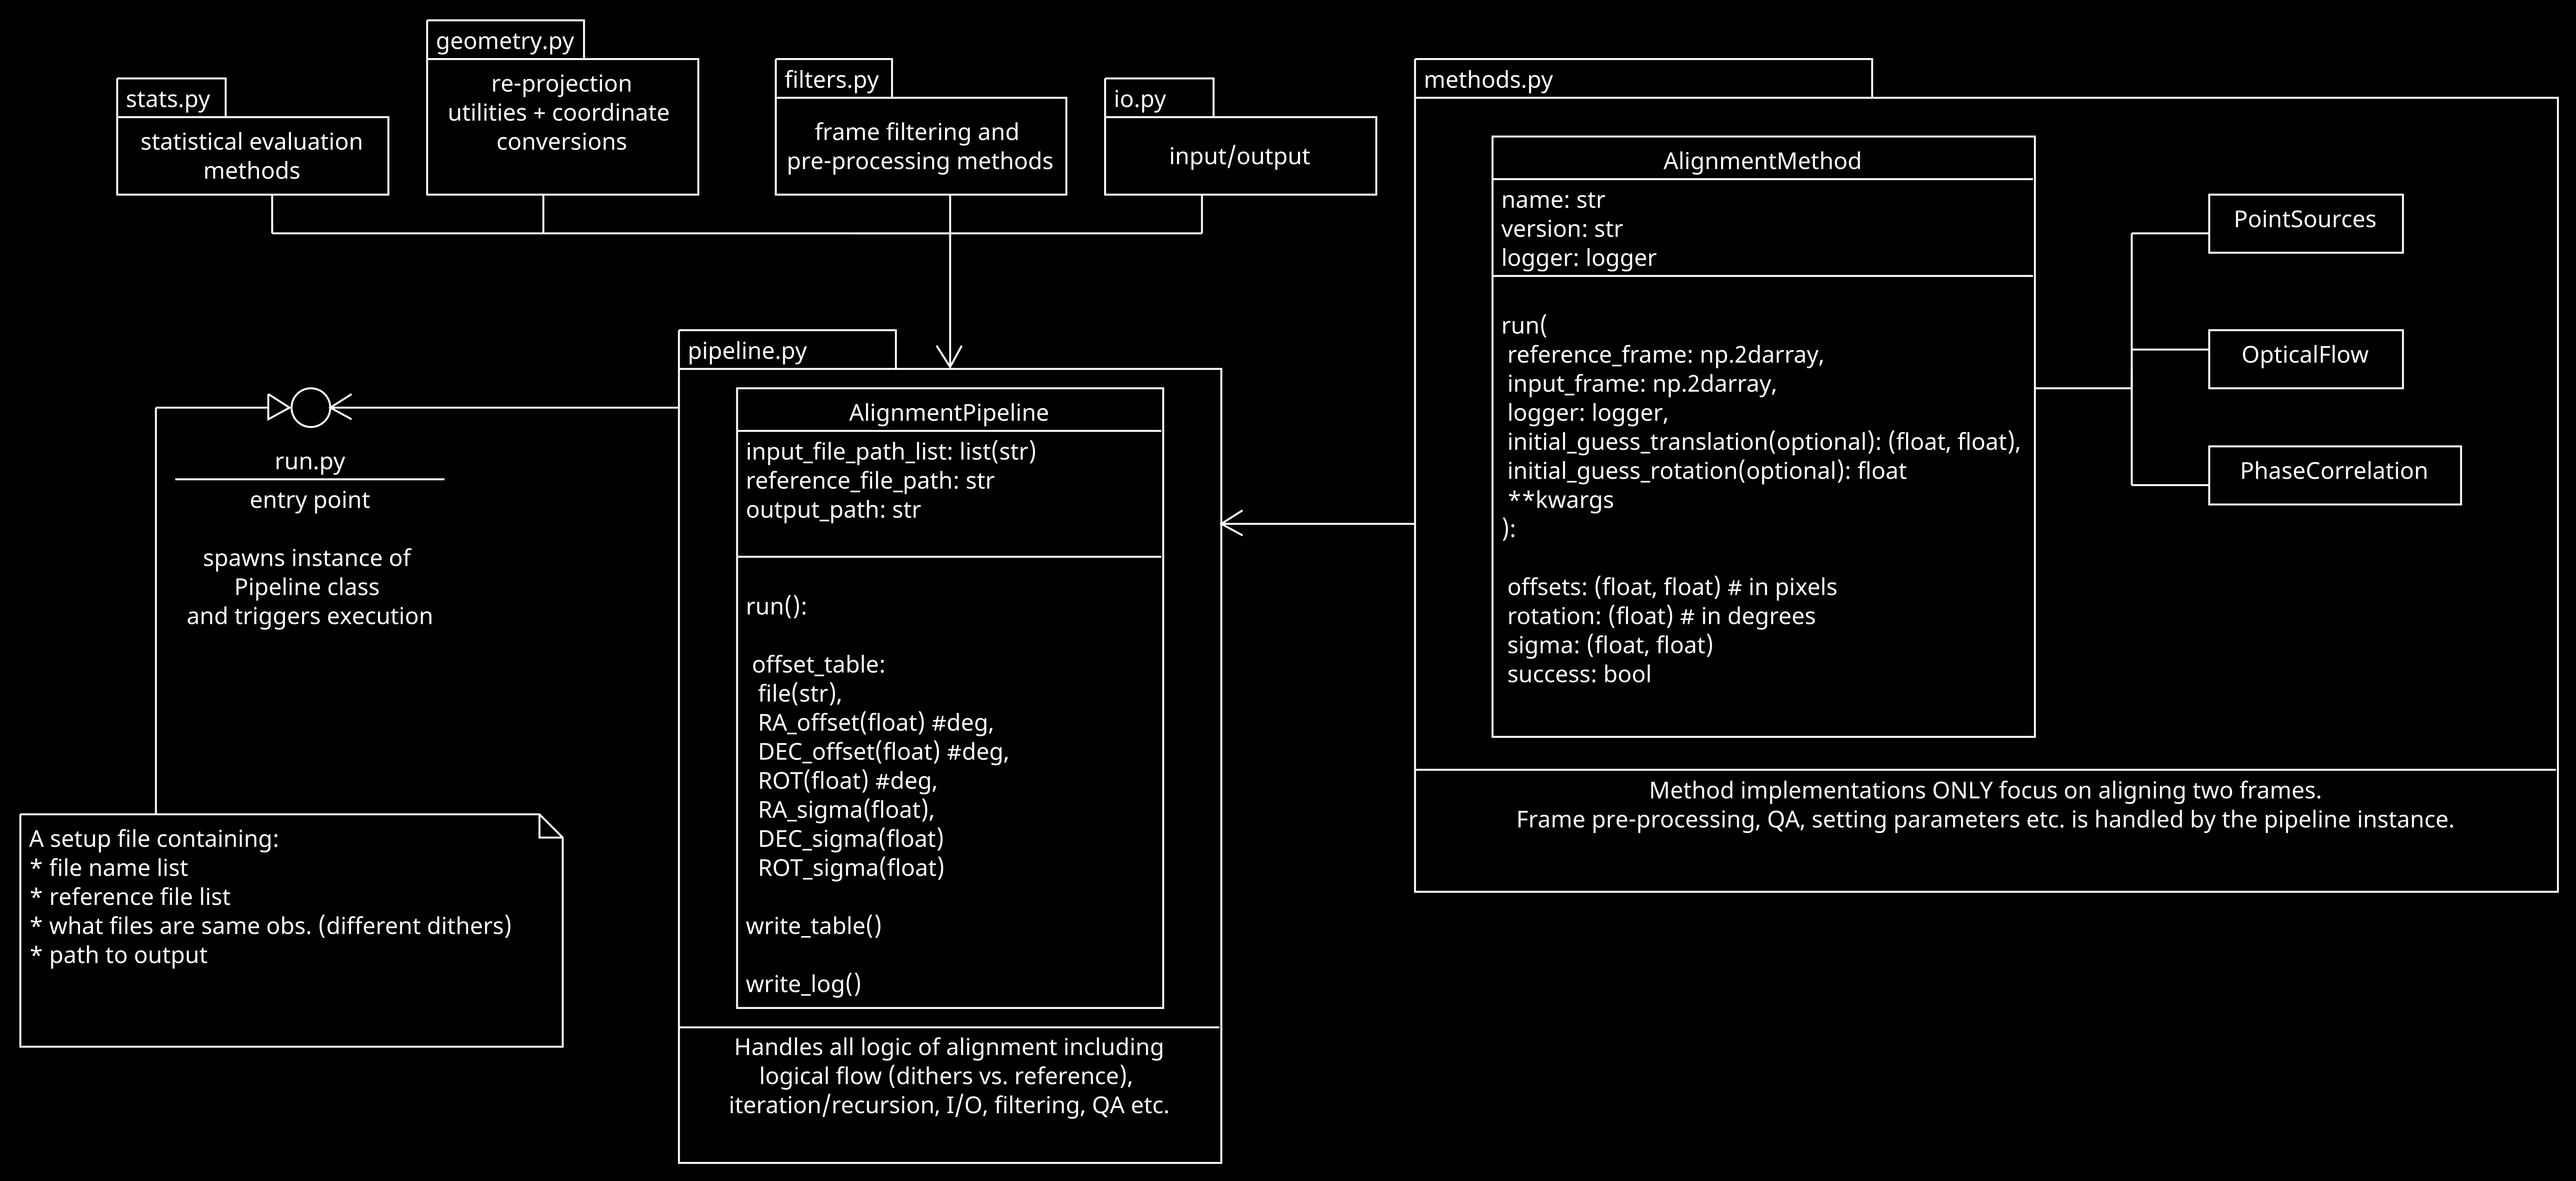 geometry.py
re-projection
utilities + coordinate
conversions
stats.py
statistical evaluation
methods
filters.py
frame filtering and
pre-processing methods
io.py
input/output
methods.py
AlignmentMethod
name: str
version: str
logger: logger
run(
reference_frame: np.2darray,
input_frame: np.2darray,
logger: logger,
initial_guess_translation(optional): (float, float),
initial_guess_rotation(optional): float
**kwargs
):
offsets: (float, float) # in pixels
rotation: (float) # in degrees
sigma: (float, float)
success: bool
PointSources
OpticalFlow
PhaseCorrelation
Method implementations ONLY focus on aligning two frames.
Frame pre-processing, QA, setting parameters etc. is handled by the pipeline instance.
pipeline.py
AlignmentPipeline
input_file_path_list: list(str)
reference_file_path: str
output_path: str
run():
offset_table:
file(str),
RA_offset(float) #deg,
DEC_offset(float) #deg,
ROT(float) #deg,
RA_sigma(float),
DEC_sigma(float)
ROT_sigma(float)
write_table()
write_log()
Handles all logic of alignment including
logical flow (dithers vs. reference),
iteration/recursion, I/O, filtering, QA etc.
run.py
entry point
spawns instance of
Pipeline class
and triggers execution
A setup file containing:
* file name list
* reference file list
* what files are same obs. (different dithers)
* path to output